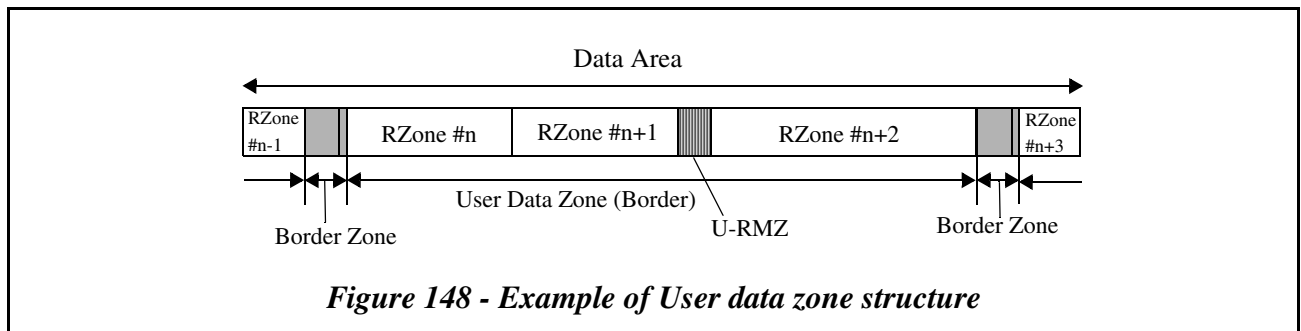 Data Area
RZone
#n-1
RZone #n
RZone #n+1
RZone #n+2
RZone
#n+3
User Data Zone (Border)
Border Zone
U-RMZ
Border Zone
Figure 148 - Example of User data zone structure